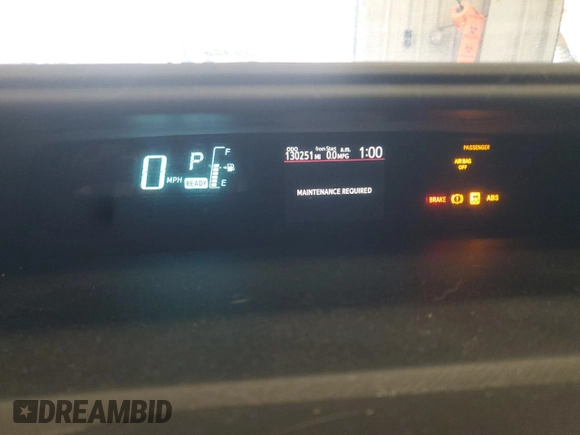 0 MPH
P
READY
F
E
ODO from Start a.m.
130251 MI 0.0 MPG 1:00
MAINTENANCE REQUIRED
PASSENGER
AIR BAG
OFF
BRAKE ABS
DREAMBID